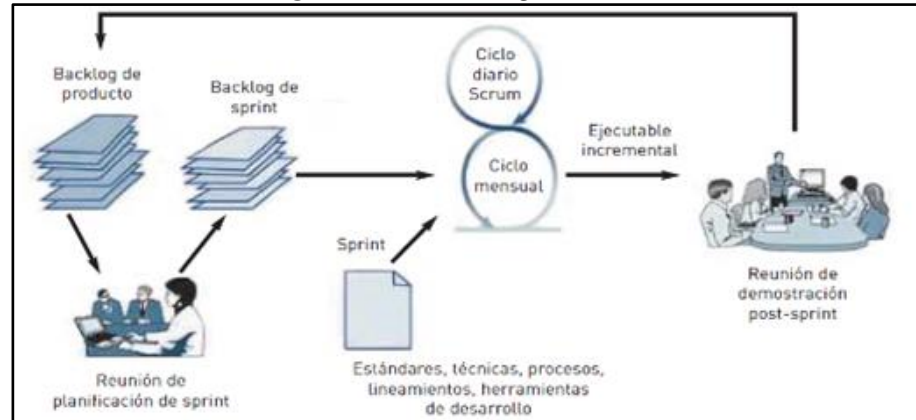 Backlog de
producto
Backlog de
sprint
Ciclo
diario
Scrum
Ciclo
mensual
Ejecutable
incremental
Reunión de
planificación de sprint
Sprint
Estándares, técnicas, procesos,
lineamientos, herramientas
de desarrollo
Reunión de
demostración
post-sprint